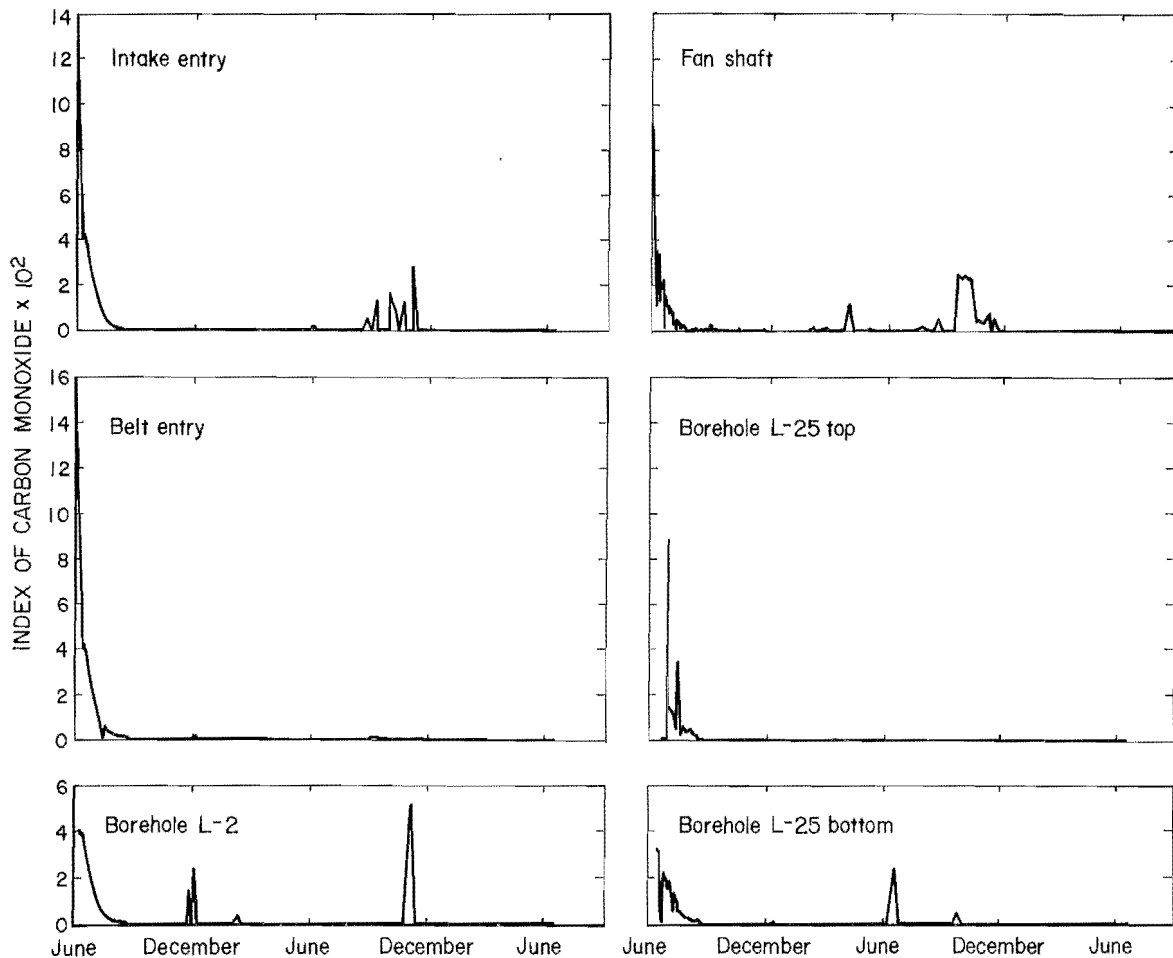 INDEX OF CARBON MONOXIDE x 10²
14
12
10
8
6
4
2
0
Intake entry
Fan shaft
16
14
12
10
8
6
4
2
0
Belt entry
Borehole L-25 top
6
4
2
0
Borehole L-2
Borehole L-25 bottom
June December June December June
June December June December June